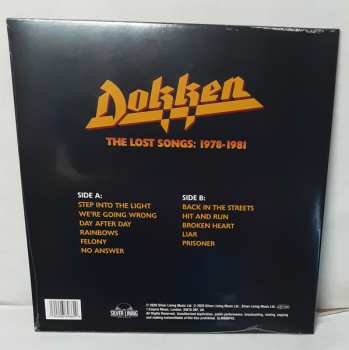 Dokken
THE LOST SONGS: 1978-1981
SIDE A:
STEP INTO THE LIGHT
WE'RE GOING WRONG
DAY AFTER DAY
RAINBOWS
FELONY
NO ANSWER
SIDE B:
BACK IN THE STREETS
HIT AND RUN
BROKEN HEART
LIAR
PRISONER
SILVER LINING